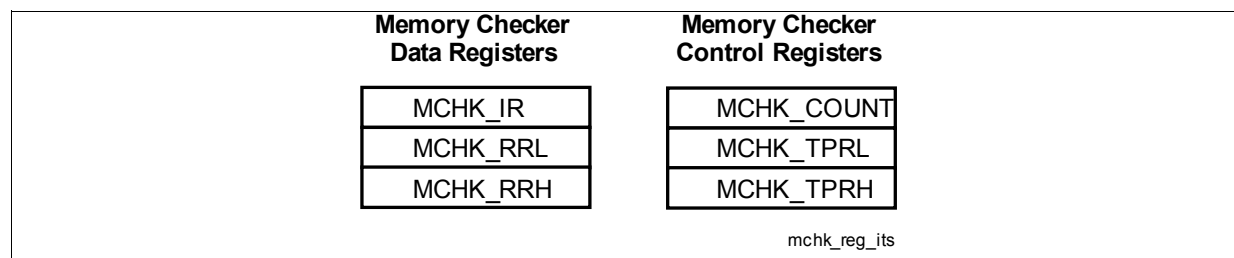 Memory Checker
Data Registers
MCHK_IR
MCHK_RRL
MCHK_RRH
Memory Checker
Control Registers
MCHK_COUNT
MCHK_TPRL
MCHK_TPRH
mchk_reg_its